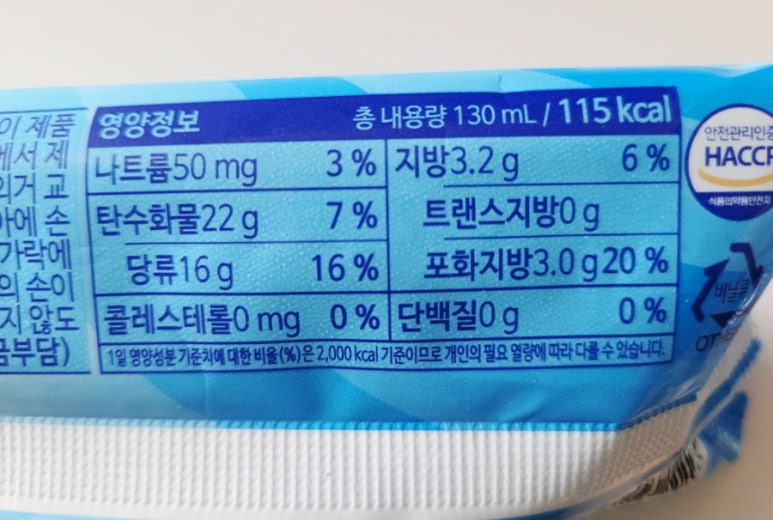 이 제품
에서 제
의거 교
에 손
가락에
의 손이
지 않도
부담)
영양정보 총 내용량 130 mL / 115 kcal
나트륨50 mg 3 % 지방3.2 g 6 %
탄수화물22 g 7 % 트랜스지방0 g
당류16 g 16 % 포화지방3.0 g 20 %
콜레스테롤0 mg 0 % 단백질0 g 0 %
1일 영양성분 기준치에 대한 비율(%)은 2,000 kcal 기준이므로 개인의 필요 열량에 따라 다를 수 있습니다.
안전관리인증
HACCP
식품의약품안전처
비닐류
OTHER